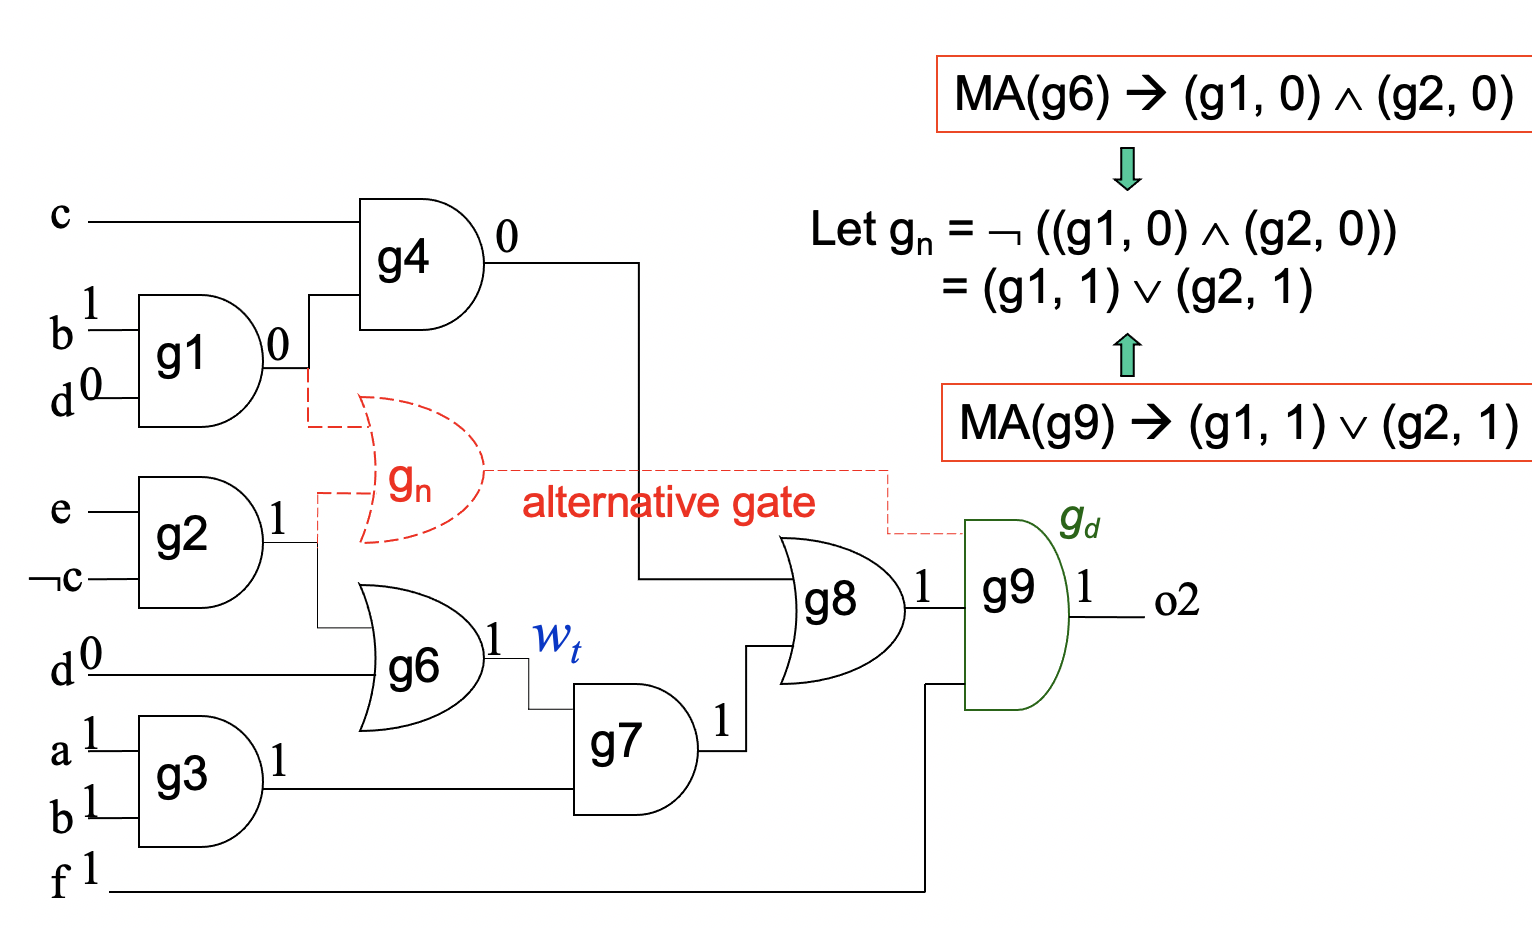 MA(g6) → (g1, 0) ∧ (g2, 0)
Let gn = ¬ ((g1, 0) ∧ (g2, 0))
= (g1, 1) ∨ (g2, 1)
MA(g9) → (g1, 1) ∨ (g2, 1)
c
g4
0
b
1
d
0
g1
0
gn
alternative gate
e
¬c
g2
1
d
0
g6
1
wt
a
1
b
1
g3
1
g7
1
g8
1
gd
g9
1
o2
f
1